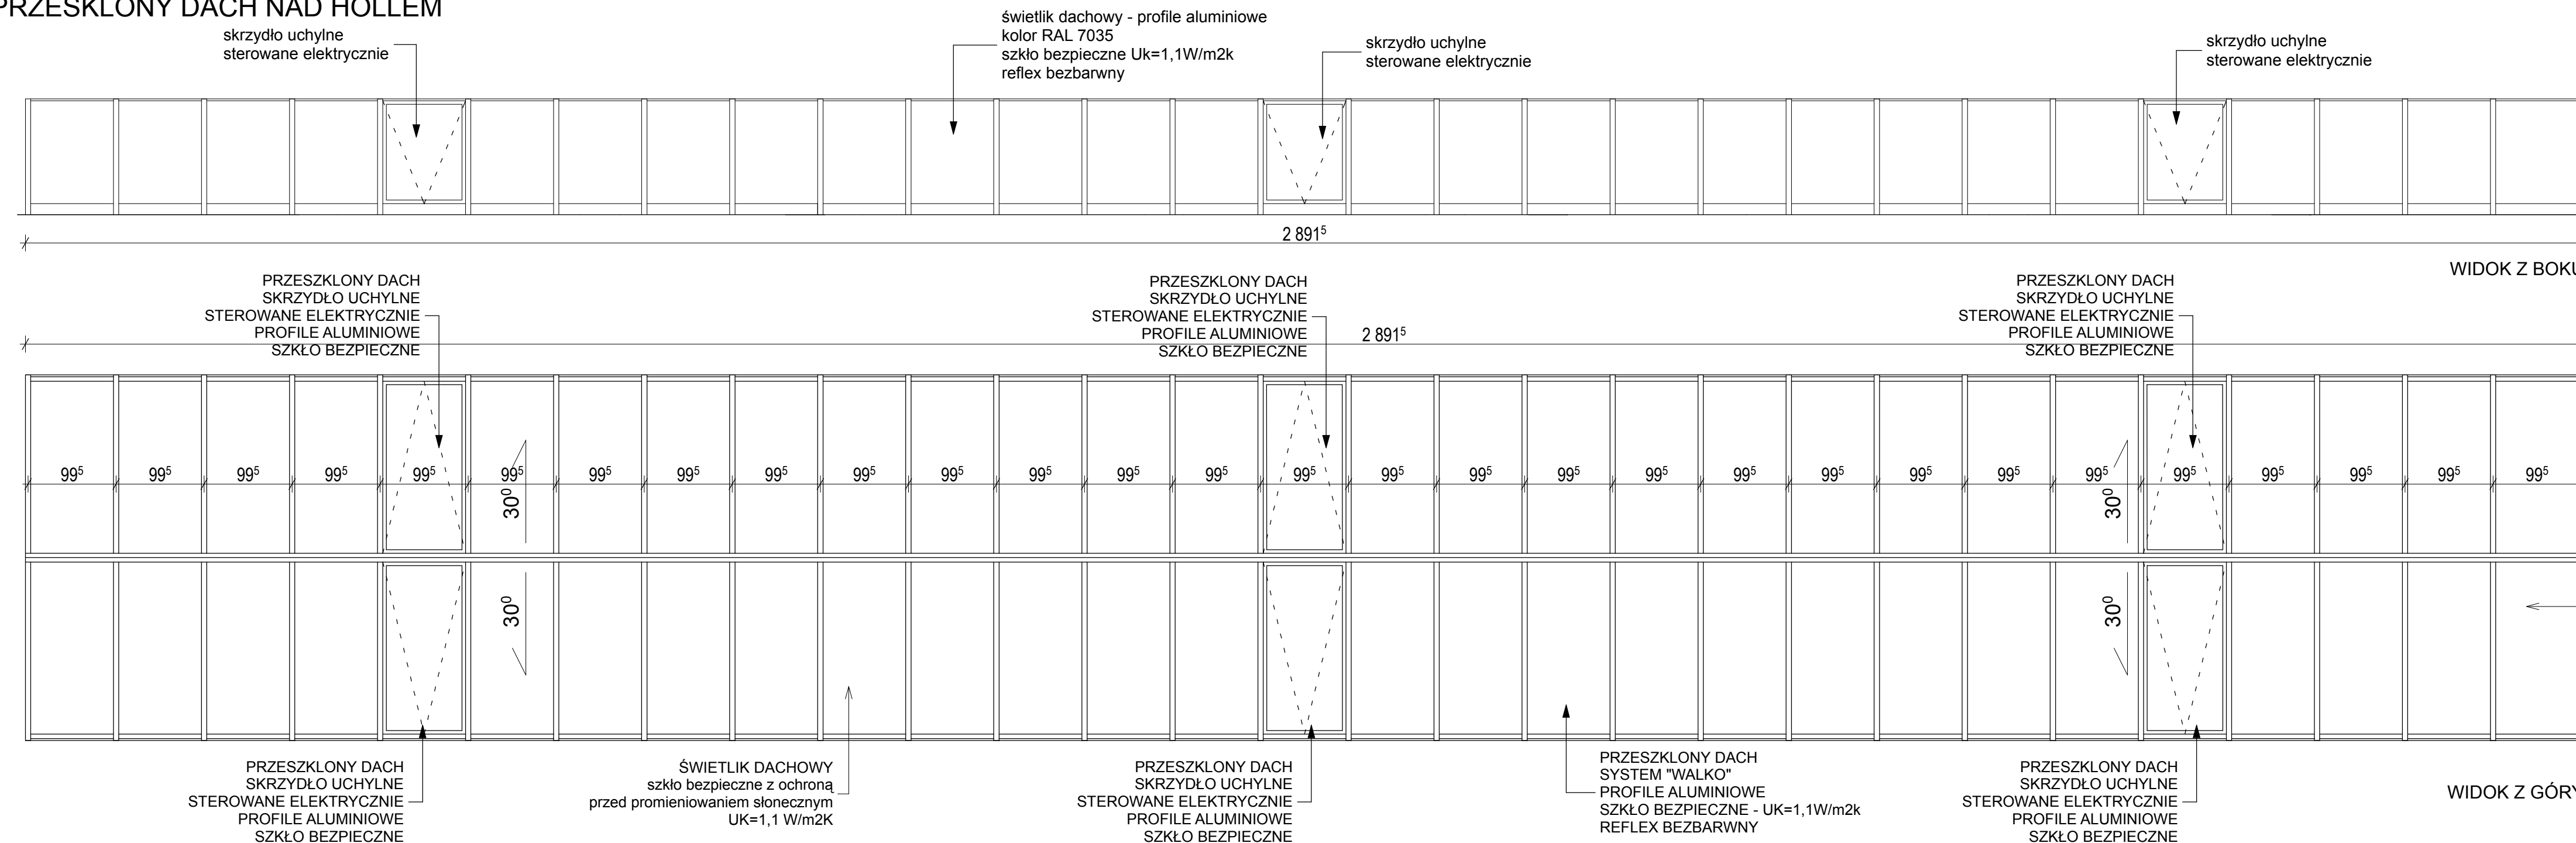 PRZESKLONY DACH NAD HOLLEM
skrzydło uchylne
sterowane elektrycznie
świetlik dachowy - profile aluminiowe
kolor RAL 7035
szkło bezpieczne Uk=1,1W/m2k
reflex bezbarwny
skrzydło uchylne
sterowane elektrycznie
skrzydło uchylne
sterowane elektrycznie
2 891⁵
WIDOK Z BOKU
PRZESZKLONY DACH
SKRZYDŁO UCHYLNE
STEROWANE ELEKTRYCZNIE
PROFILE ALUMINIOWE
SZKŁO BEZPIECZNE
PRZESZKLONY DACH
SKRZYDŁO UCHYLNE
STEROWANE ELEKTRYCZNIE
PROFILE ALUMINIOWE
SZKŁO BEZPIECZNE
2 891⁵
PRZESZKLONY DACH
SKRZYDŁO UCHYLNE
STEROWANE ELEKTRYCZNIE
PROFILE ALUMINIOWE
SZKŁO BEZPIECZNE
99⁵ 99⁵ 99⁵ 99⁵ 99⁵ 99⁵ 99⁵ 99⁵ 99⁵ 99⁵ 99⁵ 99⁵ 99⁵ 99⁵ 99⁵ 99⁵ 99⁵ 99⁵ 99⁵ 99⁵ 99⁵ 99⁵ 99⁵ 99⁵ 99⁵ 99⁵ 99⁵ 99⁵ 99⁵
30⁰
30⁰
30⁰
30⁰
PRZESZKLONY DACH
SKRZYDŁO UCHYLNE
STEROWANE ELEKTRYCZNIE
PROFILE ALUMINIOWE
SZKŁO BEZPIECZNE
ŚWIETLIK DACHOWY
szkło bezpieczne z ochroną
przed promieniowaniem słonecznym
UK=1,1 W/m2K
PRZESZKLONY DACH
SKRZYDŁO UCHYLNE
STEROWANE ELEKTRYCZNIE
PROFILE ALUMINIOWE
SZKŁO BEZPIECZNE
PRZESZKLONY DACH
SYSTEM "WALKO"
PROFILE ALUMINIOWE
SZKŁO BEZPIECZNE - UK=1,1W/m2k
REFLEX BEZBARWNY
PRZESZKLONY DACH
SKRZYDŁO UCHYLNE
STEROWANE ELEKTRYCZNIE
PROFILE ALUMINIOWE
SZKŁO BEZPIECZNE
WIDOK Z GÓRY